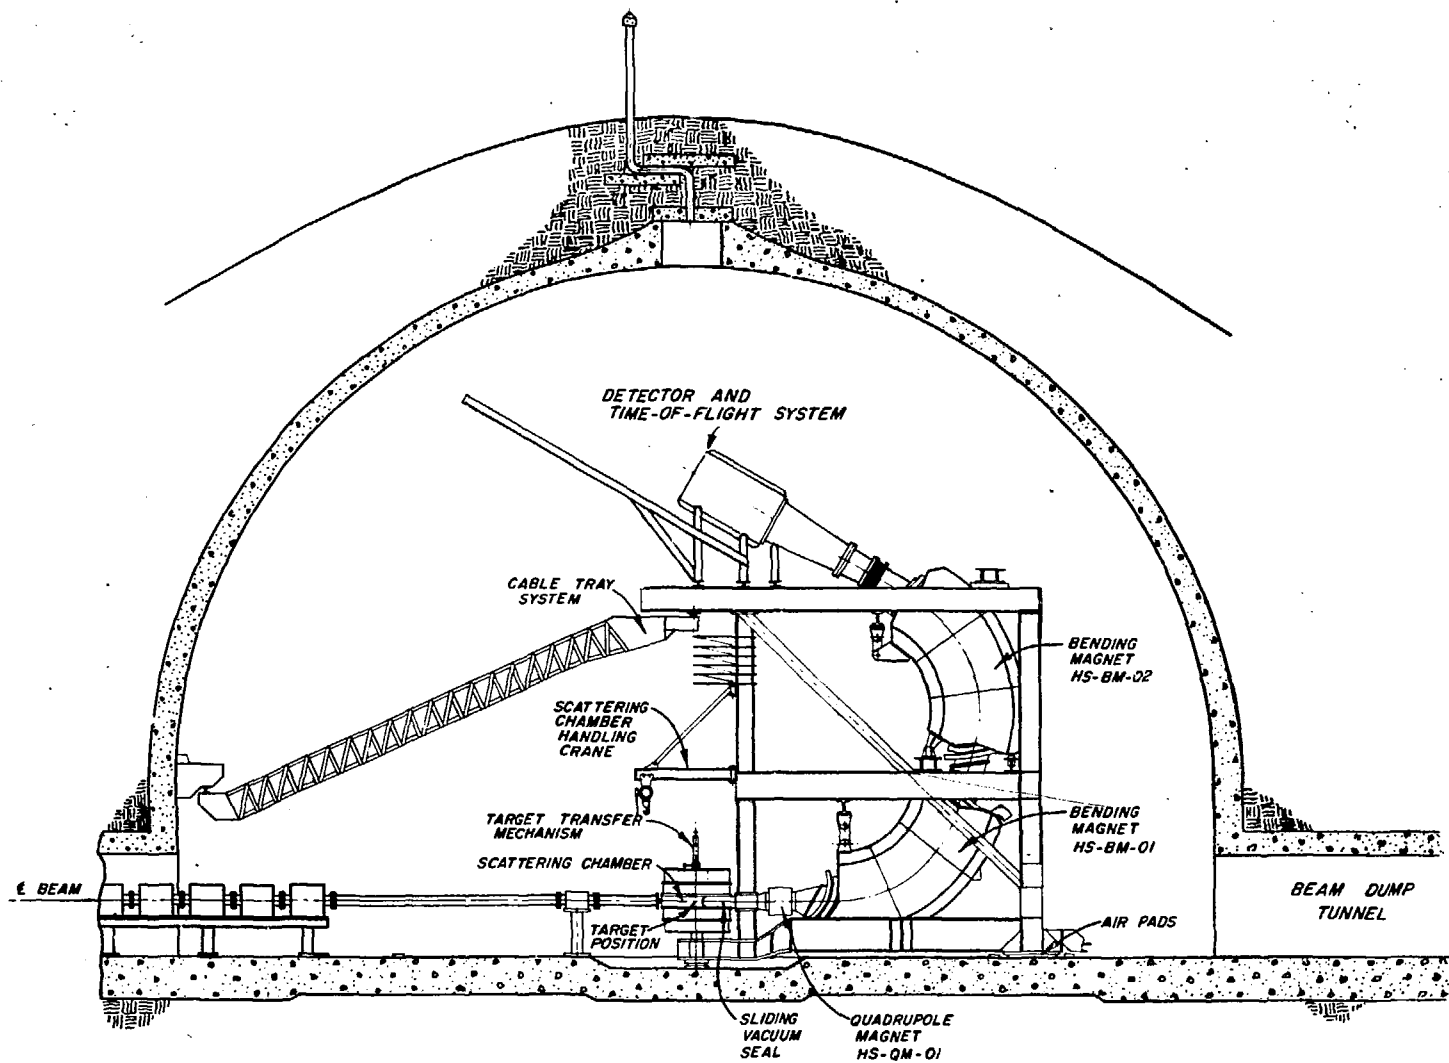 DETECTOR AND
TIME-OF-FLIGHT SYSTEM
CABLE TRAY
SYSTEM
BENDING
MAGNET
HS-BM-02
SCATTERING
CHAMBER
HANDLING
CRANE
TARGET TRANSFER
MECHANISM
BENDING
MAGNET
HS-BM-01
SCATTERING CHAMBER
℄ BEAM
BEAM DUMP
TUNNEL
TARGET
POSITION
AIR PADS
SLIDING
VACUUM
SEAL
QUADRUPOLE
MAGNET
HS-QM-01